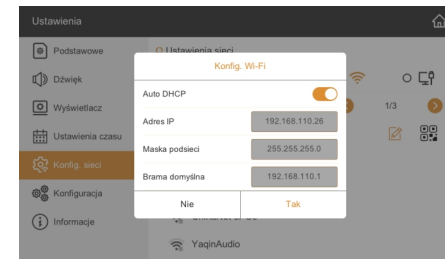 Ustawienia
Podstawowe
Dźwięk
Wyświetlacz
Ustawienia czasu
Konfig. sieci
Konfiguracja
Informacje
Ustawienia sieci
Konfig. Wi-Fi
Auto DHCP
Adres IP 192.168.110.26
Maska podsieci 255.255.255.0
Brama domyślna 192.168.110.1
Nie Tak
1/3
YaqinAudio